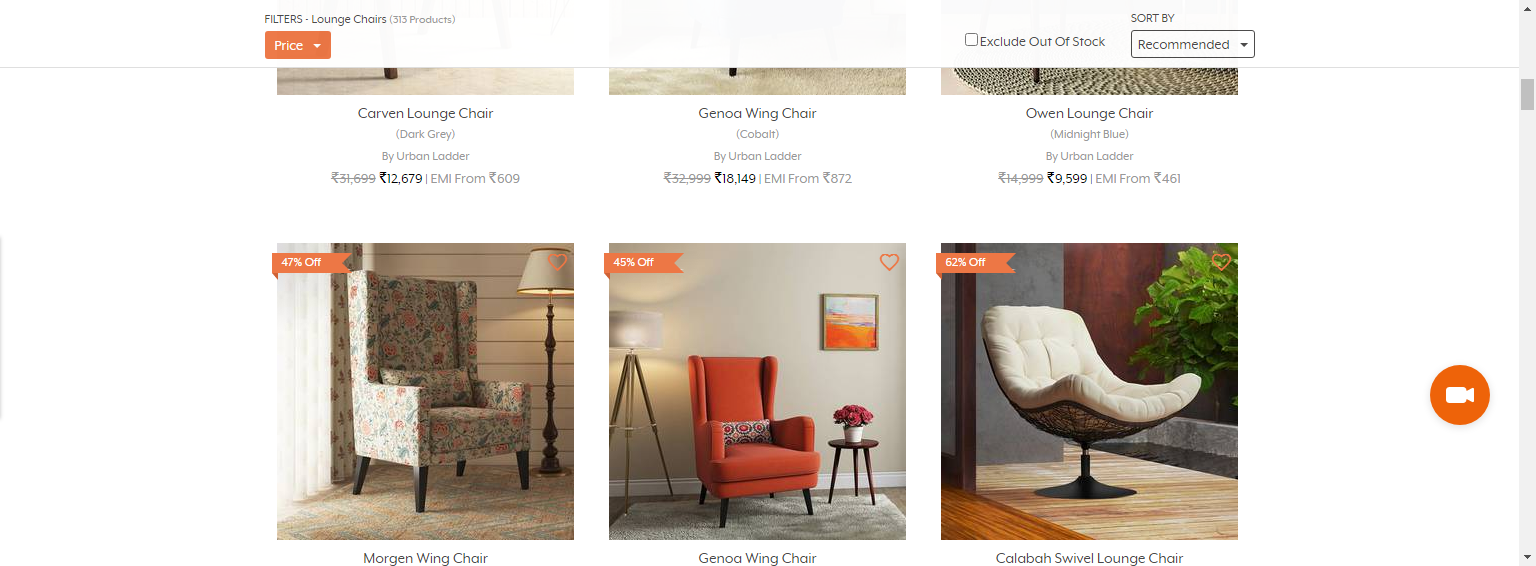 FILTERS - Lounge Chairs (313 Products)
Price
Exclude Out Of Stock
SORT BY
Recommended
Carven Lounge Chair
(Dark Grey)
By Urban Ladder
₹31,699 ₹12,679 | EMI From ₹609
Genoa Wing Chair
(Cobalt)
By Urban Ladder
₹32,999 ₹18,149 | EMI From ₹872
Owen Lounge Chair
(Midnight Blue)
By Urban Ladder
₹14,999 ₹9,599 | EMI From ₹461
47% Off
45% Off
62% Off
Morgen Wing Chair
Genoa Wing Chair
Calabah Swivel Lounge Chair